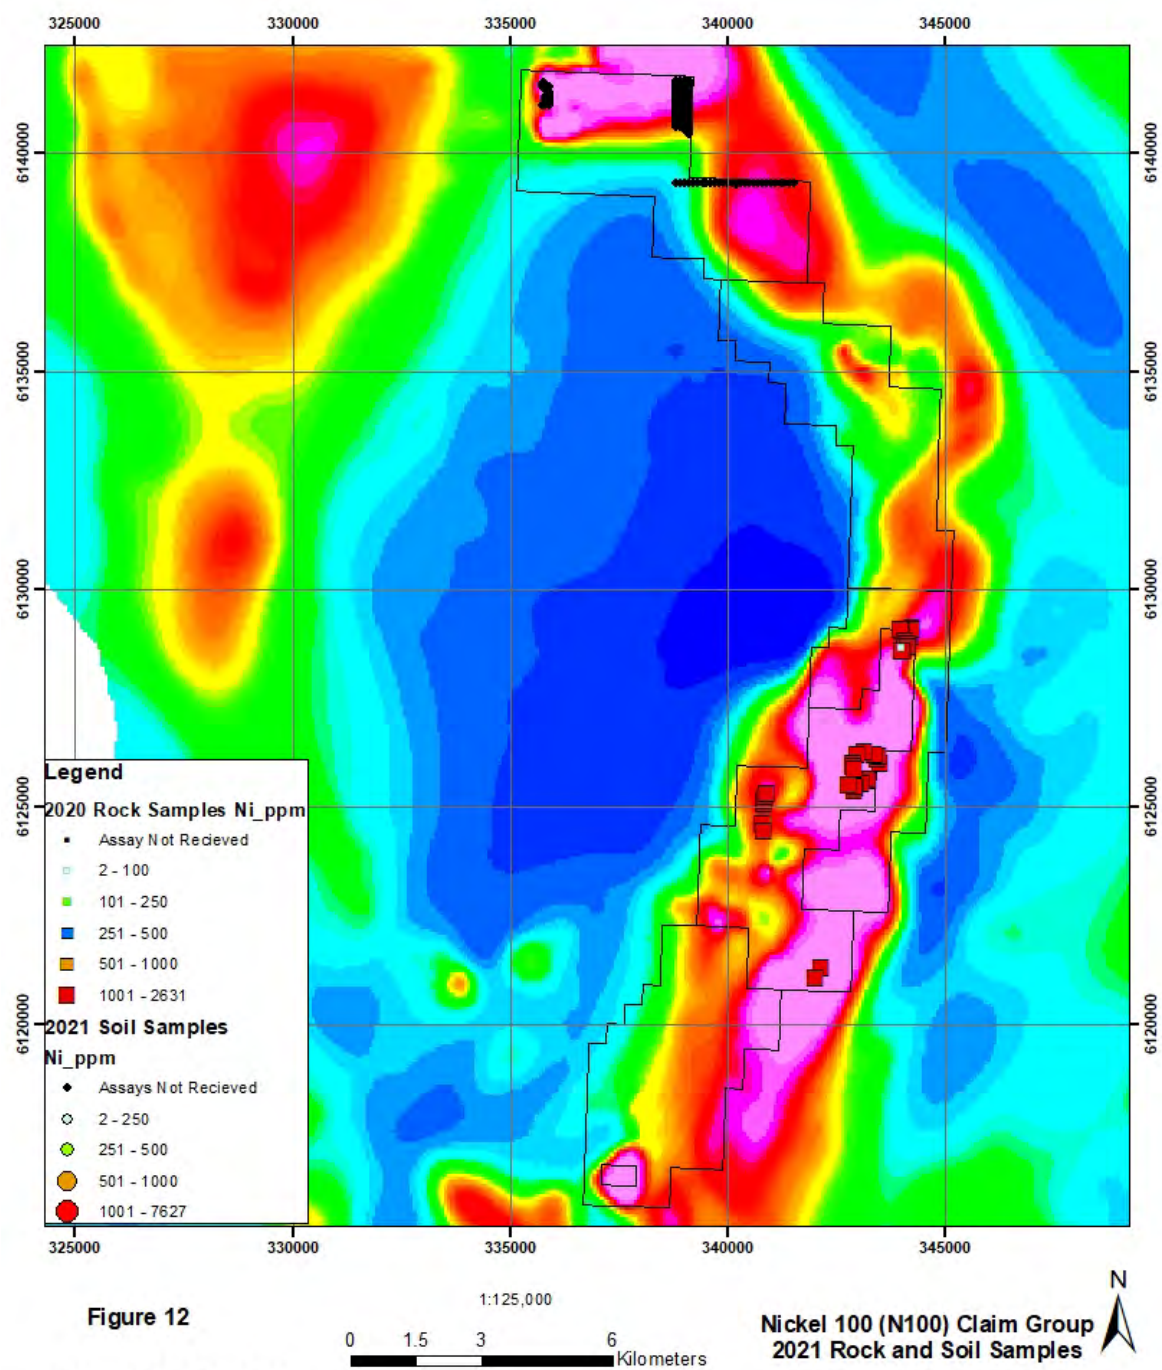 325000 330000 335000 340000 345000
6140000 6140000
6135000 6135000
6130000 6130000
6125000 6125000
6120000 6120000
Legend
2020 Rock Samples Ni_ppm
Assay Not Recieved
2 - 100
101 - 250
251 - 500
501 - 1000
1001 - 2631
2021 Soil Samples
Ni_ppm
Assays Not Recieved
2 - 250
251 - 500
501 - 1000
1001 - 7627
325000 330000 335000 340000 345000
Figure 12
1:125,000
0 1.5 3 6
Kilometers
N
Nickel 100 (N100) Claim Group
2021 Rock and Soil Samples